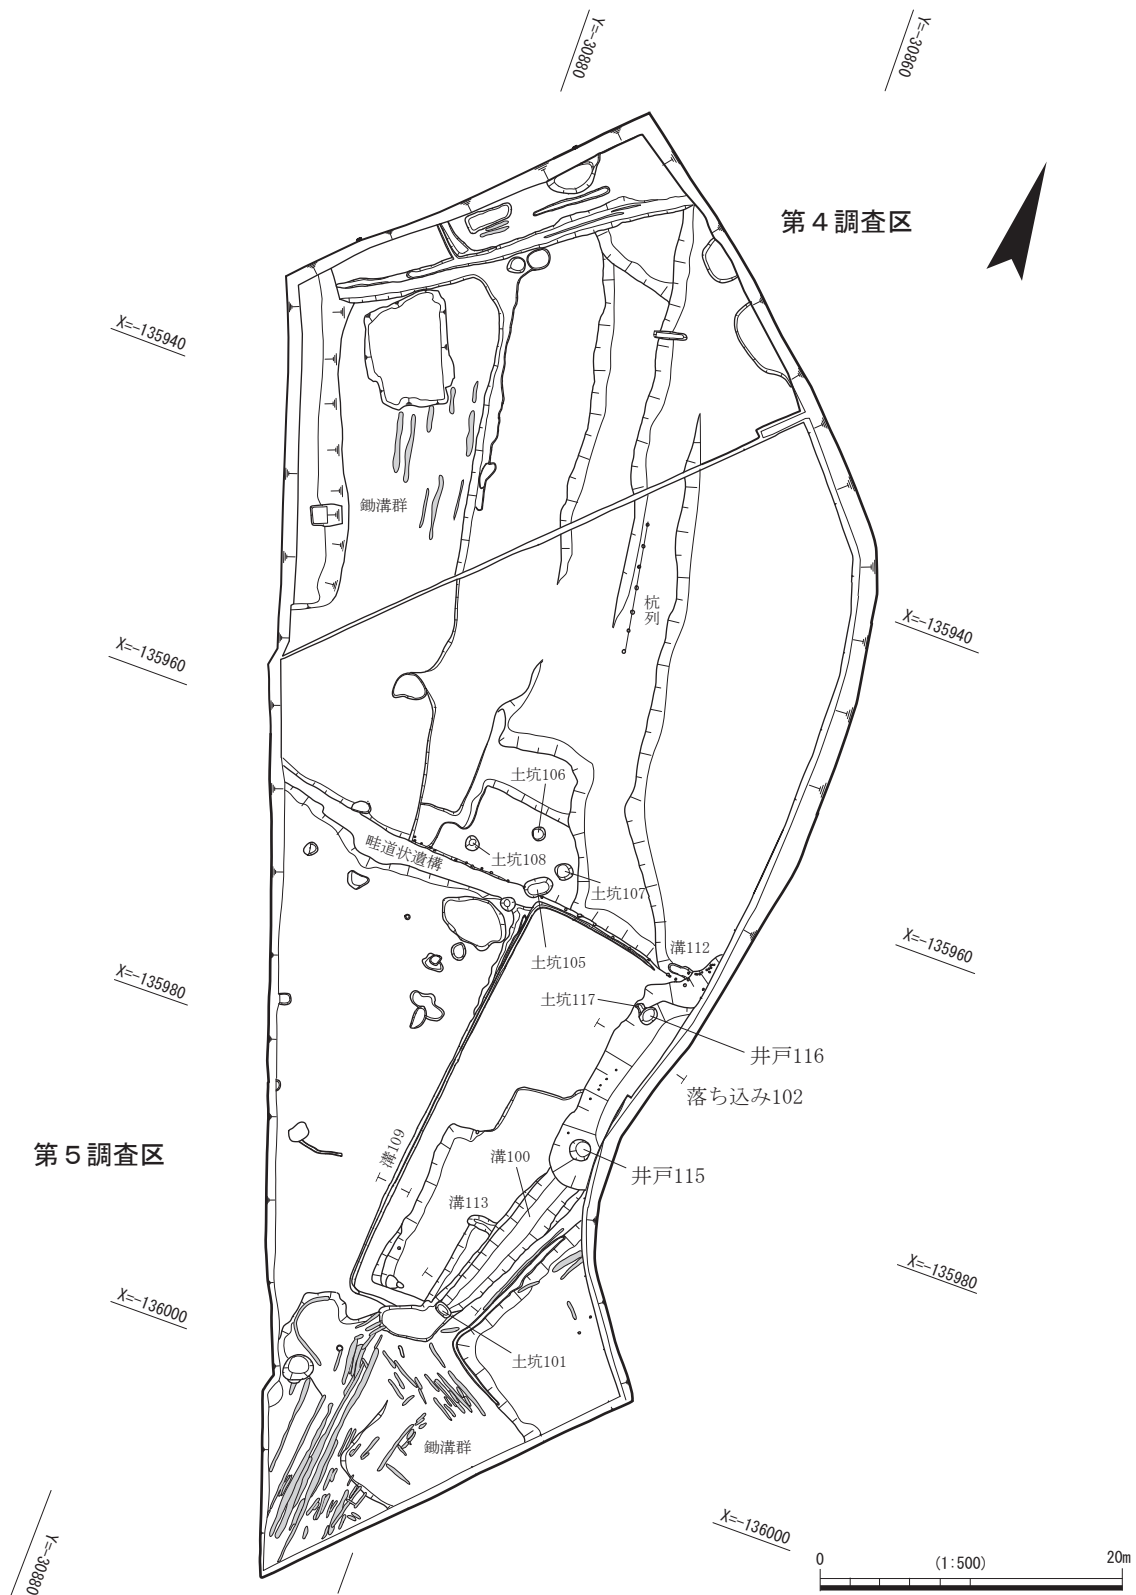 Y=-30880
Y=-30860
第4調査区
X=-135940
鋤溝群
杭列
X=-135940
X=-135960
土坑106
畦道状遺構
土坑108
土坑107
溝112
X=-135960
土坑105
X=-135980
土坑117
井戸116
落ち込み102
第5調査区
溝109
溝100
井戸115
溝113
X=-135980
X=-136000
土坑101
鋤溝群
X=-136000
Y=-30880
0 (1:500) 20m